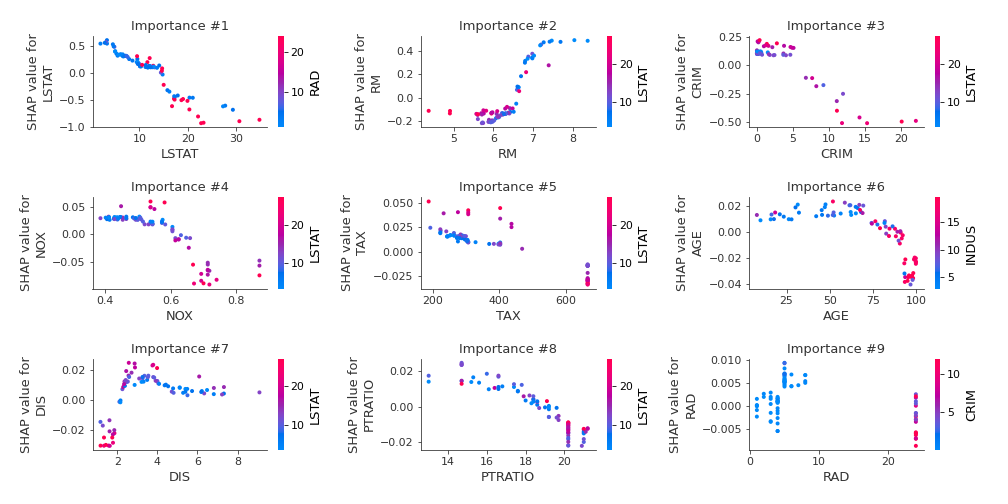 Importance #1
SHAP value for
LSTAT
0.5
0.0
−0.5
−1.0
10
20
30
LSTAT
20
10
RAD
Importance #2
SHAP value for
RM
0.4
0.2
0.0
−0.2
5
6
7
8
RM
20
10
LSTAT
Importance #3
SHAP value for
CRIM
0.25
0.00
−0.25
−0.50
0
5
10
15
20
CRIM
20
10
LSTAT
Importance #4
SHAP value for
NOX
0.05
0.00
−0.05
0.4
0.6
0.8
NOX
20
10
LSTAT
Importance #5
SHAP value for
TAX
0.050
0.025
0.000
−0.025
200
400
600
TAX
20
10
LSTAT
Importance #6
SHAP value for
AGE
0.02
0.00
−0.02
−0.04
25
50
75
100
AGE
15
10
5
INDUS
Importance #7
SHAP value for
DIS
0.02
0.00
−0.02
2
4
6
8
DIS
20
10
LSTAT
Importance #8
SHAP value for
PTRATIO
0.02
0.00
−0.02
14
16
18
20
PTRATIO
20
10
LSTAT
Importance #9
SHAP value for
RAD
0.010
0.005
0.000
−0.005
0
10
20
RAD
10
5
CRIM